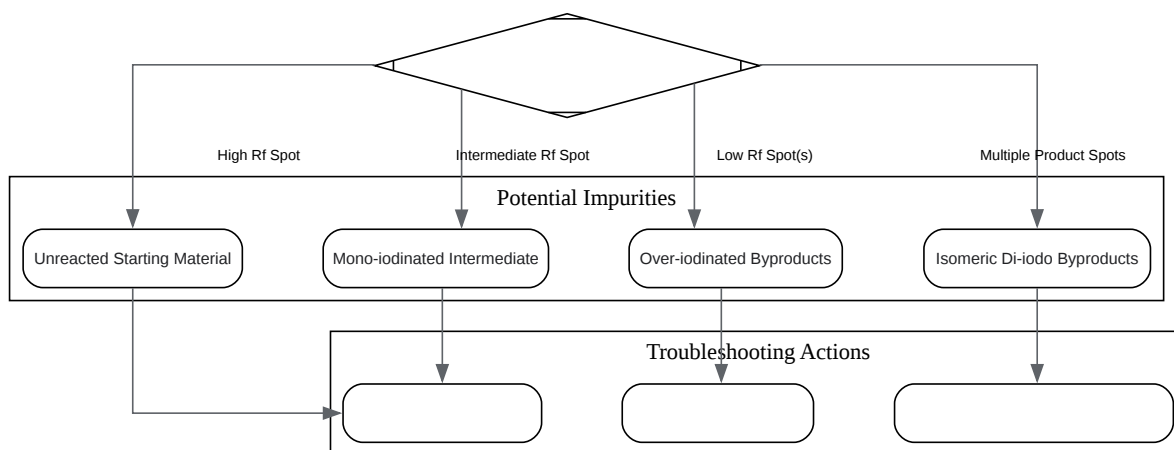 High Rf Spot
Intermediate Rf Spot
Low Rf Spot(s)
Multiple Product Spots
Potential Impurities
Unreacted Starting Material
Mono-iodinated Intermediate
Over-iodinated Byproducts
Isomeric Di-iodo Byproducts
Troubleshooting Actions